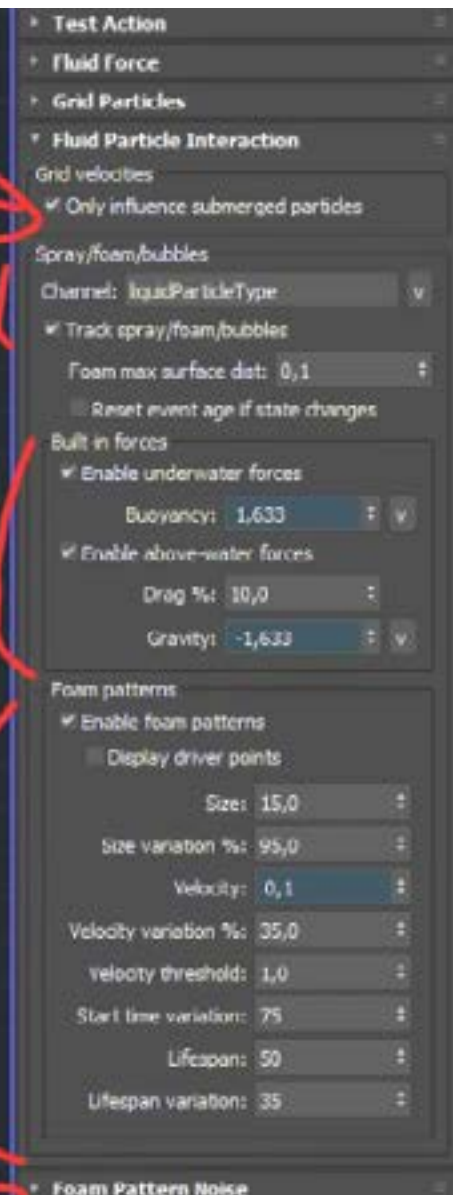 Test Action
Fluid Force
Grid Particles
Fluid Particle Interaction
Grid velocities
Only influence submerged particles
Spray/foam/bubbles
Channel: liquidParticleType v
Track spray/foam/bubbles
Foam max surface dist: 0,1
Reset event age if state changes
Built in forces
Enable underwater forces
Buoyancy: 1,633 v
Enable above-water forces
Drag %: 10,0
Gravity: -1,633 v
Foam patterns
Enable foam patterns
Display driver points
Size: 15,0
Size variation %: 95,0
Velocity: 0,1
Velocity variation %: 35,0
Velocity threshold: 1,0
Start time variation: 75
Lifespan: 50
Lifespan variation: 35
Foam Pattern Noise